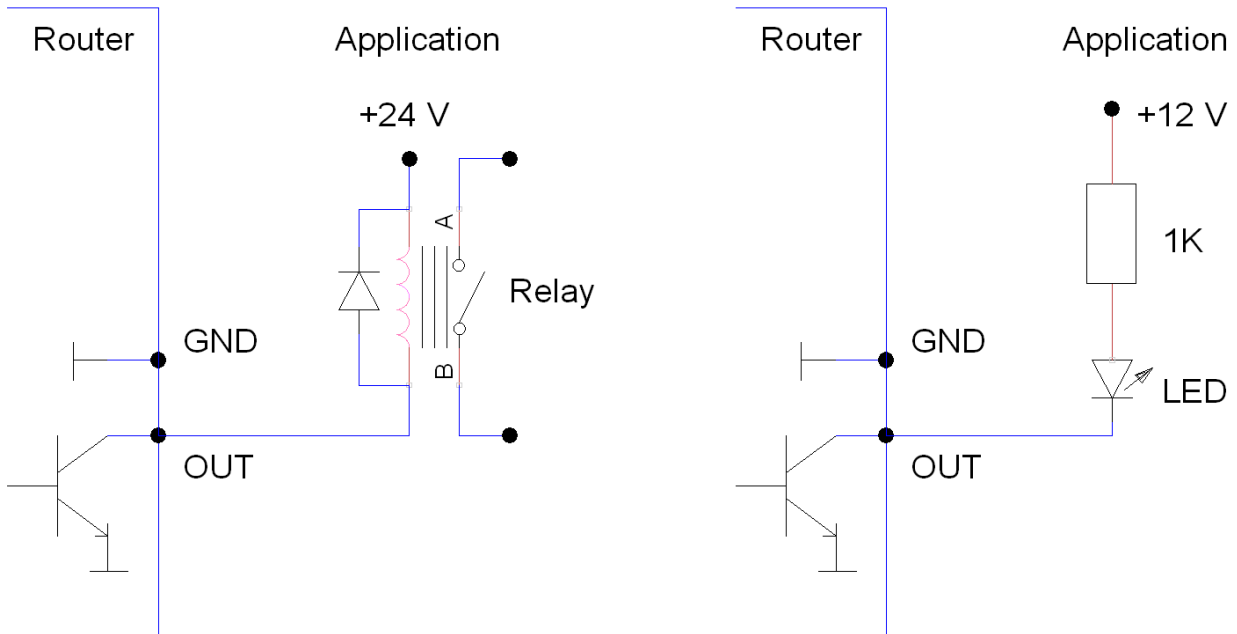 Router
Application
+24 V
A
B
Relay
GND
OUT
Router
Application
+12 V
1K
LED
GND
OUT